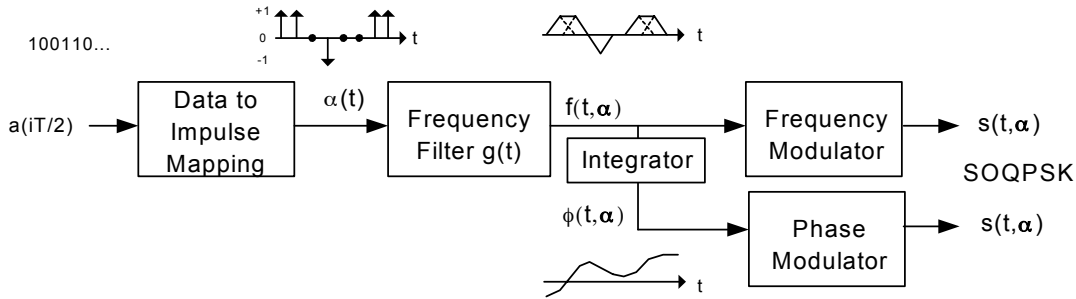 +1
0
-1
t
t
100110...
a(iT/2)
Data to
Impulse
Mapping
α(t)
Frequency
Filter g(t)
f(t,α)
Integrator
ϕ(t,α)
Frequency
Modulator
s(t,α)
SOQPSK
Phase
Modulator
s(t,α)
t